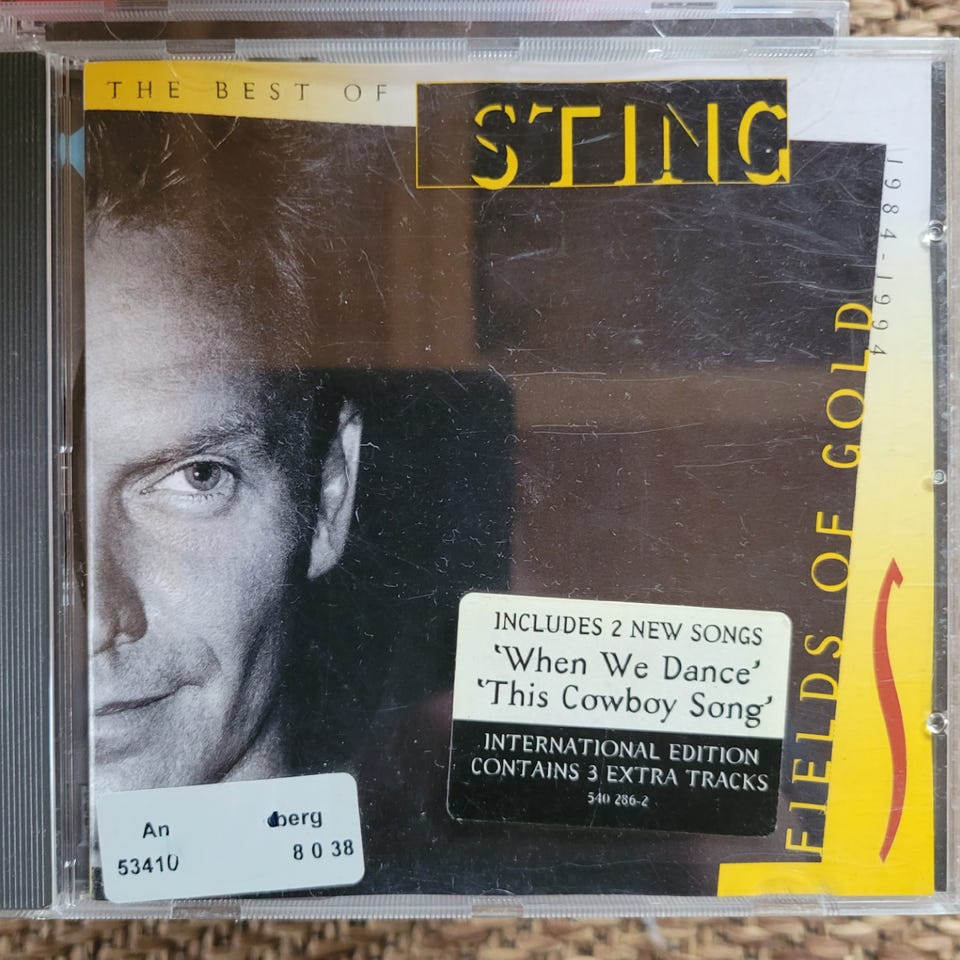 THE BEST OF STING
1984-1994
FIELDS OF GOLD
INCLUDES 2 NEW SONGS
‘When We Dance’
‘This Cowboy Song’
INTERNATIONAL EDITION
CONTAINS 3 EXTRA TRACKS
540 286-2
An berg
53410 8 0 38